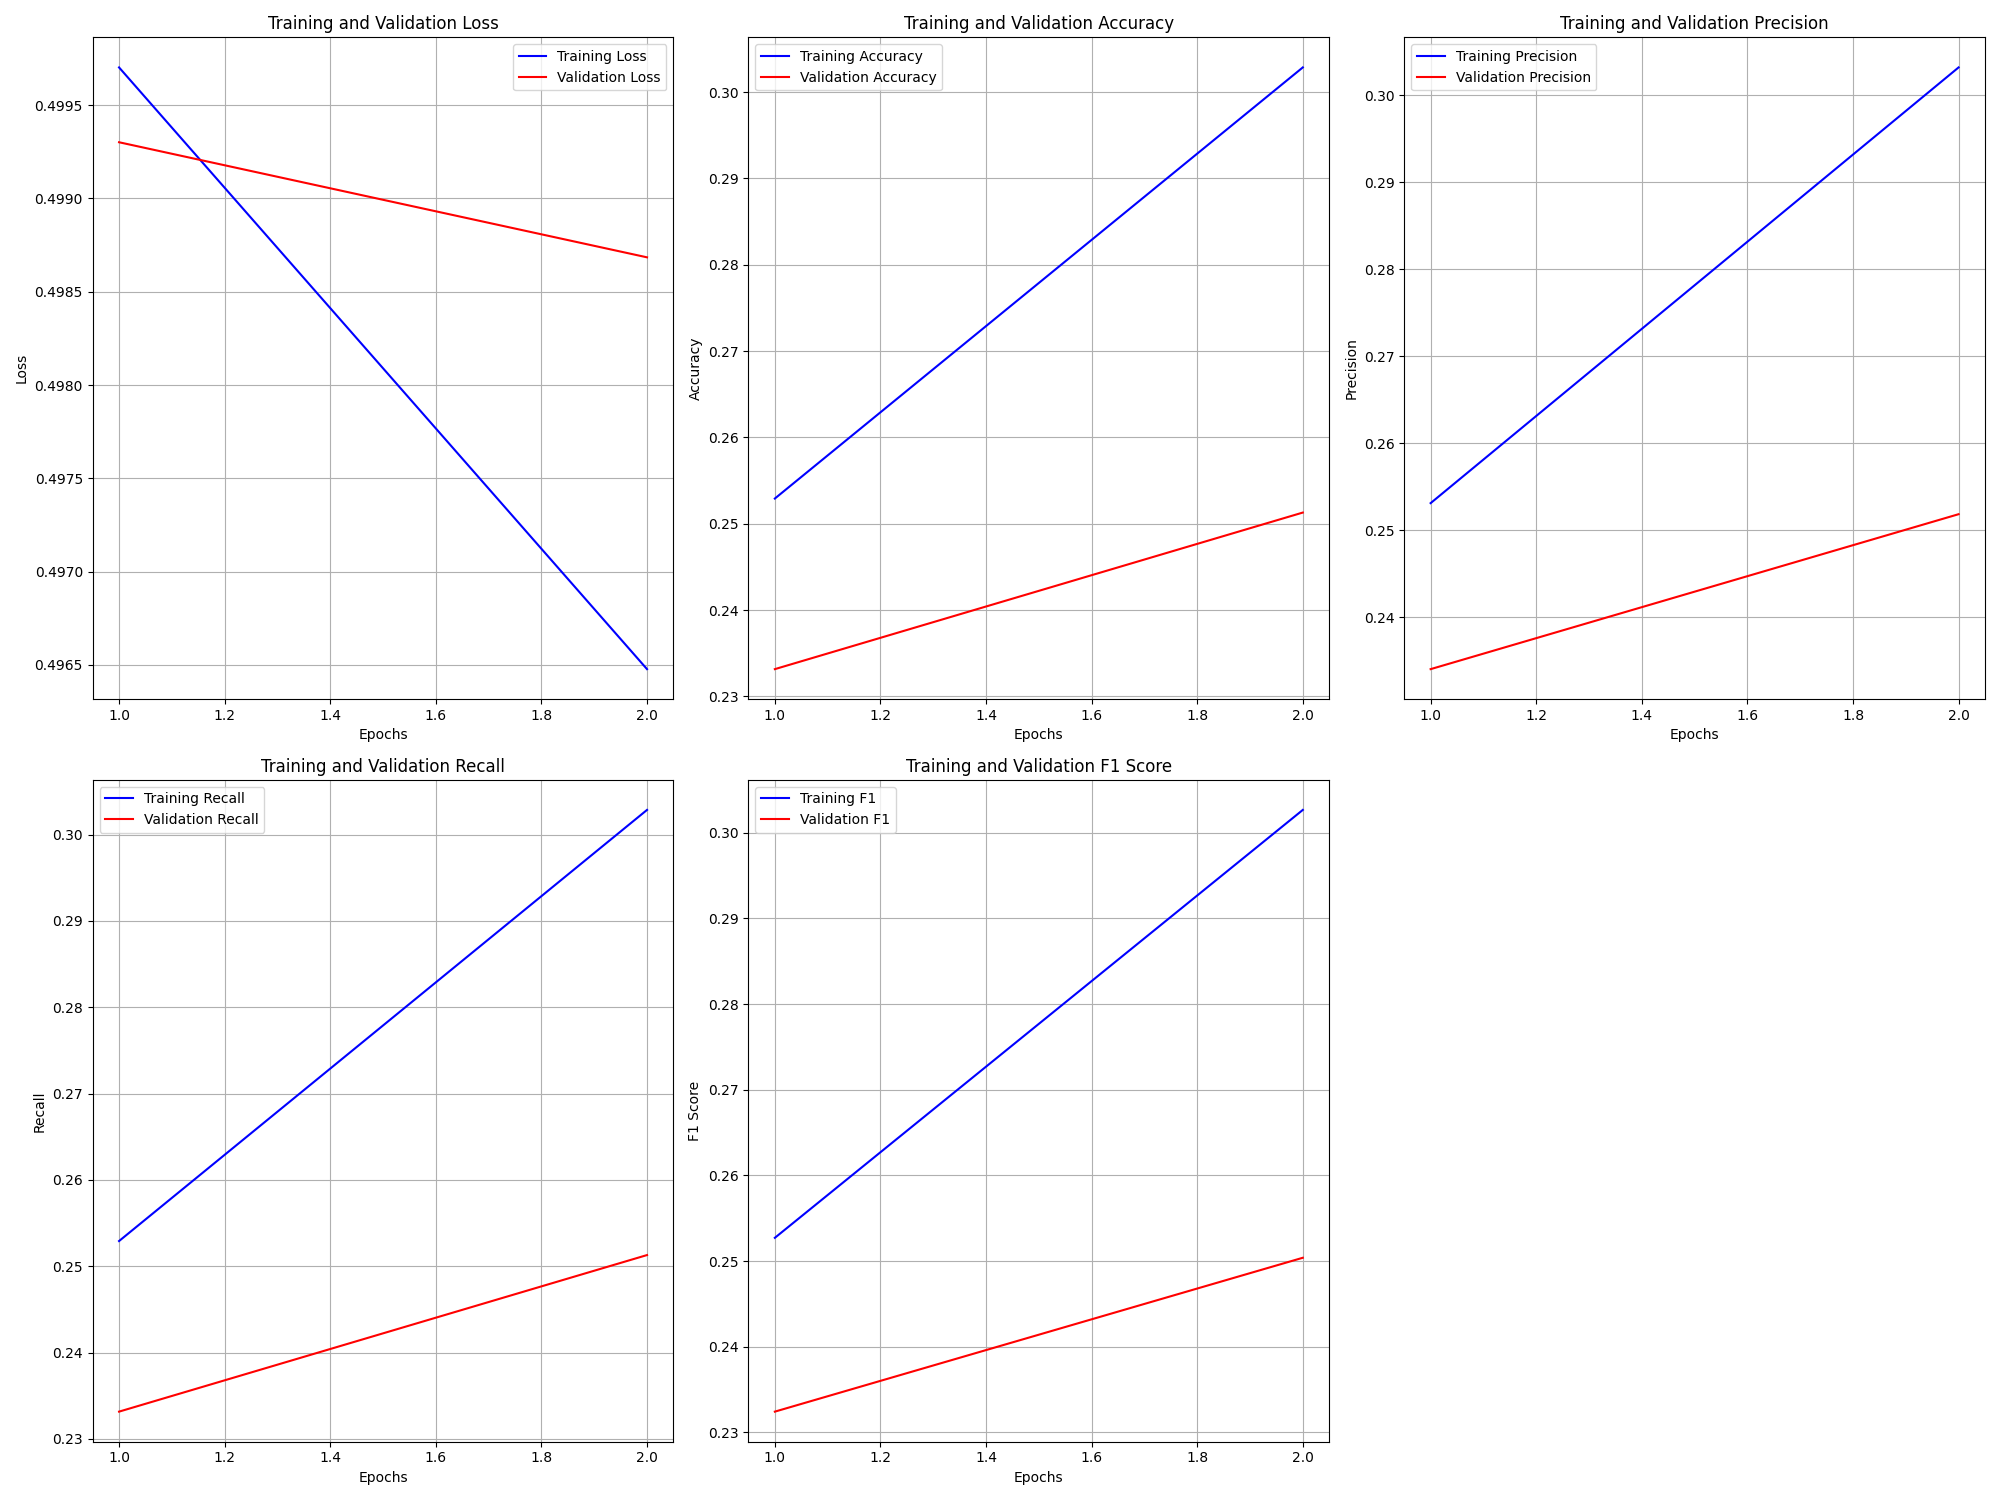 Training and Validation Loss
Training Loss
Validation Loss
0.4995
0.4990
0.4985
0.4980
0.4975
0.4970
0.4965
Loss
1.0 1.2 1.4 1.6 1.8 2.0
Epochs
Training and Validation Accuracy
Training Accuracy
Validation Accuracy
0.30
0.29
0.28
0.27
0.26
0.25
0.24
0.23
Accuracy
1.0 1.2 1.4 1.6 1.8 2.0
Epochs
Training and Validation Precision
Training Precision
Validation Precision
0.30
0.29
0.28
0.27
0.26
0.25
0.24
Precision
1.0 1.2 1.4 1.6 1.8 2.0
Epochs
Training and Validation Recall
Training Recall
Validation Recall
0.30
0.29
0.28
0.27
0.26
0.25
0.24
0.23
Recall
1.0 1.2 1.4 1.6 1.8 2.0
Epochs
Training and Validation F1 Score
Training F1
Validation F1
0.30
0.29
0.28
0.27
0.26
0.25
0.24
0.23
F1 Score
1.0 1.2 1.4 1.6 1.8 2.0
Epochs